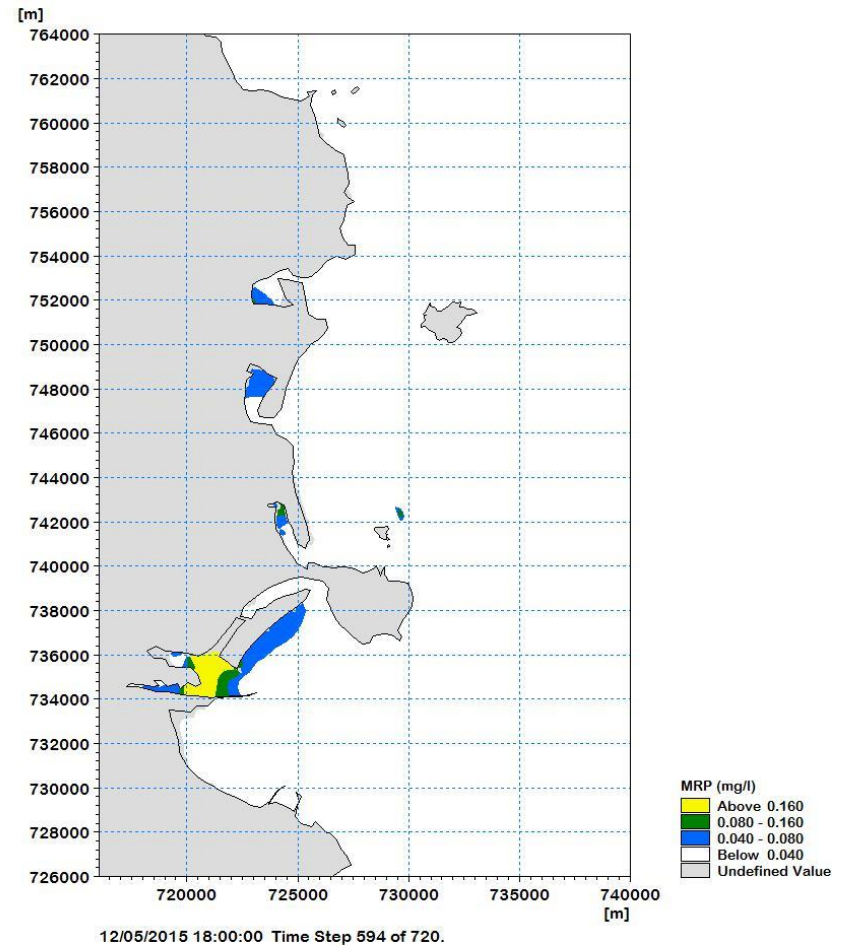 [m]
764000
762000
760000
758000
756000
754000
752000
750000
748000
746000
744000
742000
740000
738000
736000
734000
732000
730000
728000
726000
720000 725000 730000 735000 740000
[m]
MRP (mg/l)
Above 0.160
0.080 - 0.160
0.040 - 0.080
Below 0.040
Undefined Value
12/05/2015 18:00:00 Time Step 594 of 720.